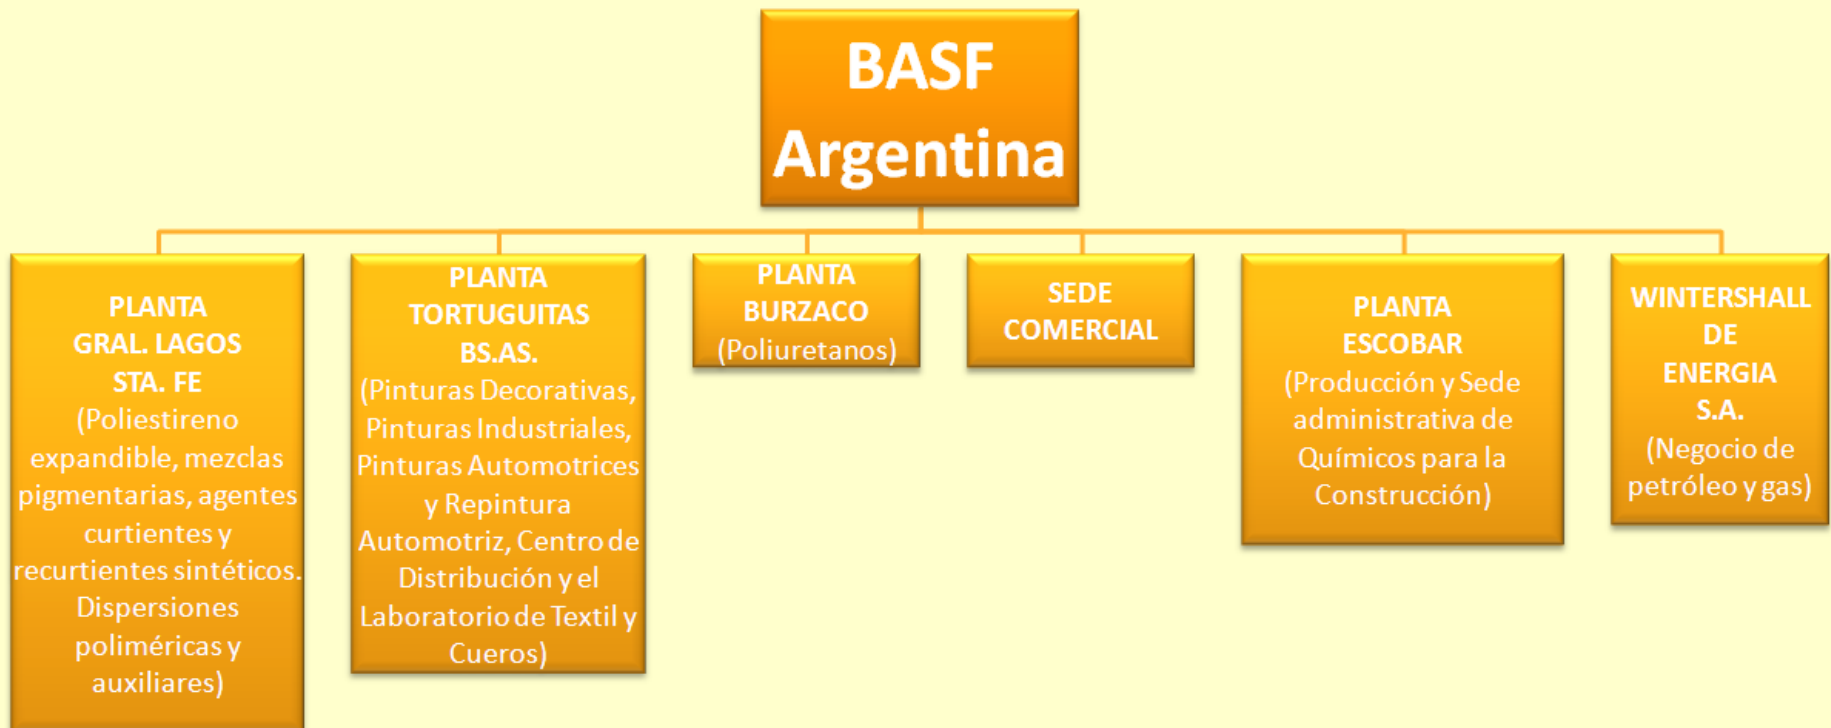 BASF
Argentina
PLANTA
GRAL. LAGOS
STA. FE
(Poliestireno
expandible, mezclas
pigmentarias, agentes
curtientes y
recurtientes sintéticos.
Dispersiones
poliméricas y
auxiliares)
PLANTA
TORTUGUITAS
BS.AS.
(Pinturas Decorativas,
Pinturas Industriales,
Pinturas Automotrices
y Repintura
Automotriz, Centro de
Distribución y el
Laboratorio de Textil y
Cueros)
PLANTA
BURZACO
(Poliuretanos)
SEDE
COMERCIAL
PLANTA
ESCOBAR
(Producción y Sede
administrativa de
Químicos para la
Construcción)
WINTERSHALL
DE
ENERGIA
S.A.
(Negocio de
petróleo y gas)